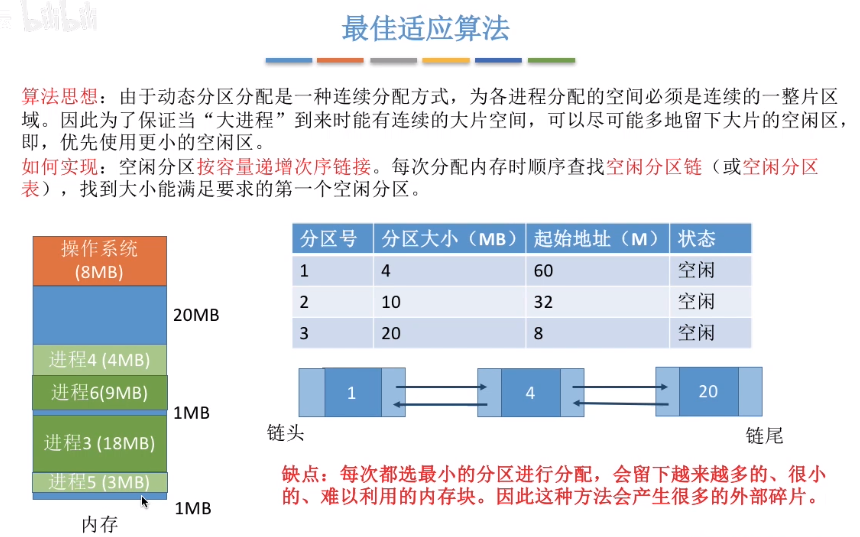 bilibili
最佳适应算法
算法思想：由于动态分区分配是一种连续分配方式，为各进程分配的空间必须是连续的一整片区
域。因此为了保证当“大进程”到来时能有连续的大片空间，可以尽可能多地留下大片的空闲区，
即，优先使用更小的空闲区。
如何实现：空闲分区按容量递增次序链接。每次分配内存时顺序查找空闲分区链（或空闲分区
表），找到大小能满足要求的第一个空闲分区。
操作系统
(8MB)
20MB
进程4 (4MB)
进程6(9MB)
1MB
进程3 (18MB)
进程5 (3MB)
1MB
内存
分区号 分区大小（MB） 起始地址（M） 状态
1 4 60 空闲
2 10 32 空闲
3 20 8 空闲
1 4 20
链头 链尾
缺点：每次都选最小的分区进行分配，会留下越来越多的、很小
的、难以利用的内存块。因此这种方法会产生很多的外部碎片。